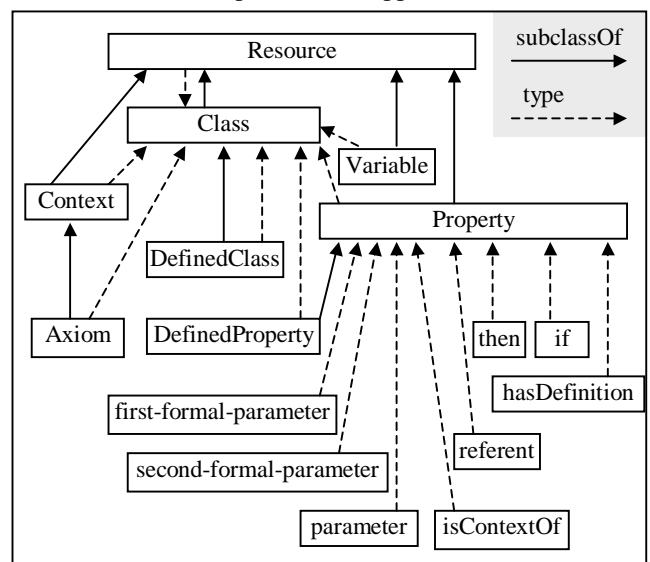 subclassOf
Resource
type
Class
Variable
Context
Property
DefinedClass
Axiom
DefinedProperty
then
if
hasDefinition
first-formal-parameter
referent
second-formal-parameter
parameter
isContextOf